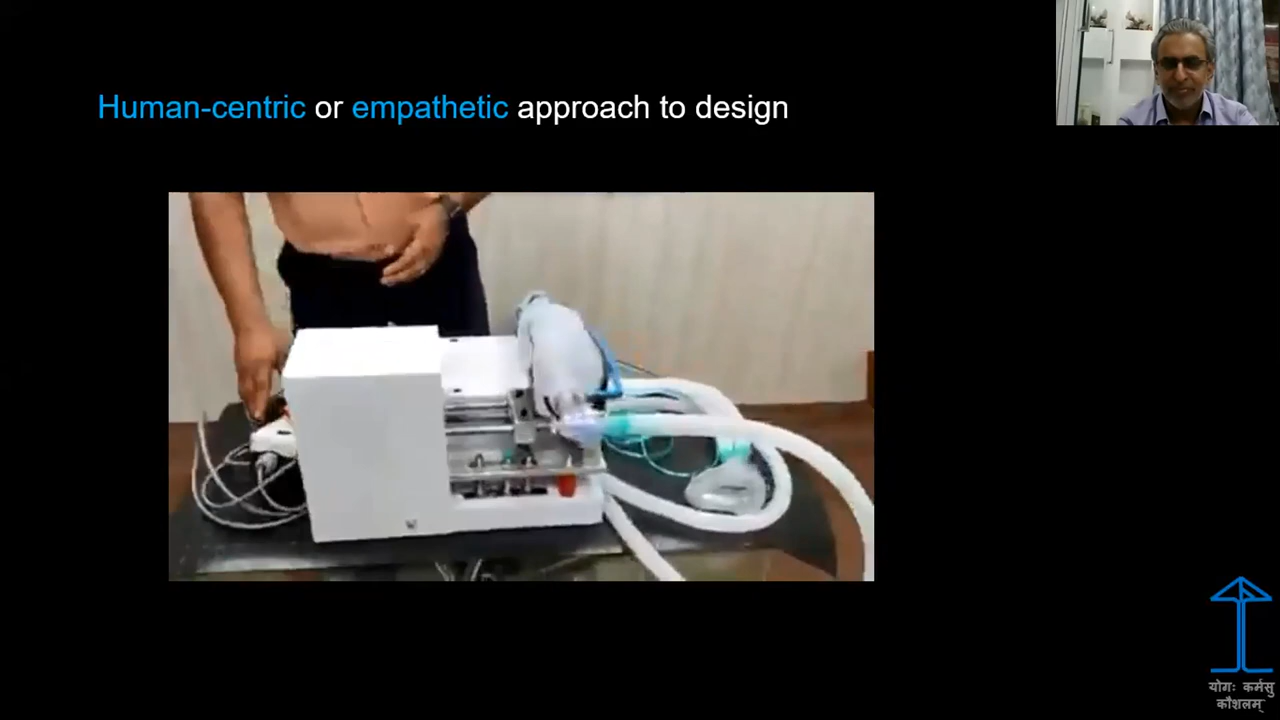 Human-centric or empathetic approach to design
योगः कर्मसु
कौशलम्